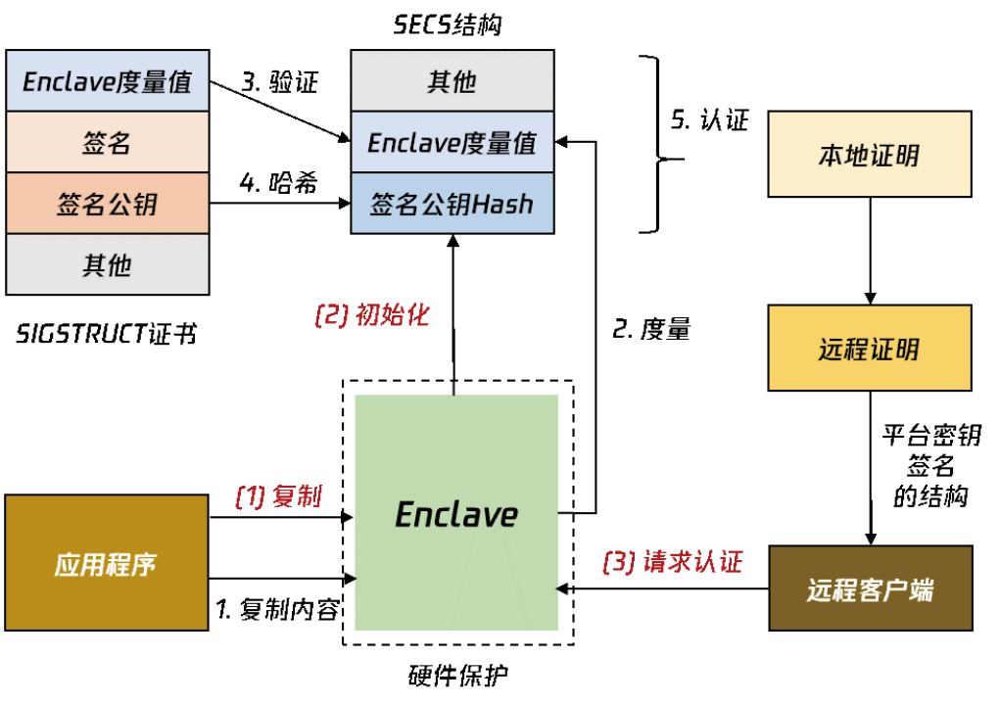 SECS结构
Enclave度量值
签名
签名公钥
其他
SIGSTRUCT证书
3. 验证
4. 哈希
其他
Enclave度量值
签名公钥Hash
5. 认证
本地证明
远程证明
平台密钥
签名
的结构
远程客户端
(2) 初始化
2. 度量
应用程序
(1) 复制
1. 复制内容
Enclave
(3) 请求认证
硬件保护